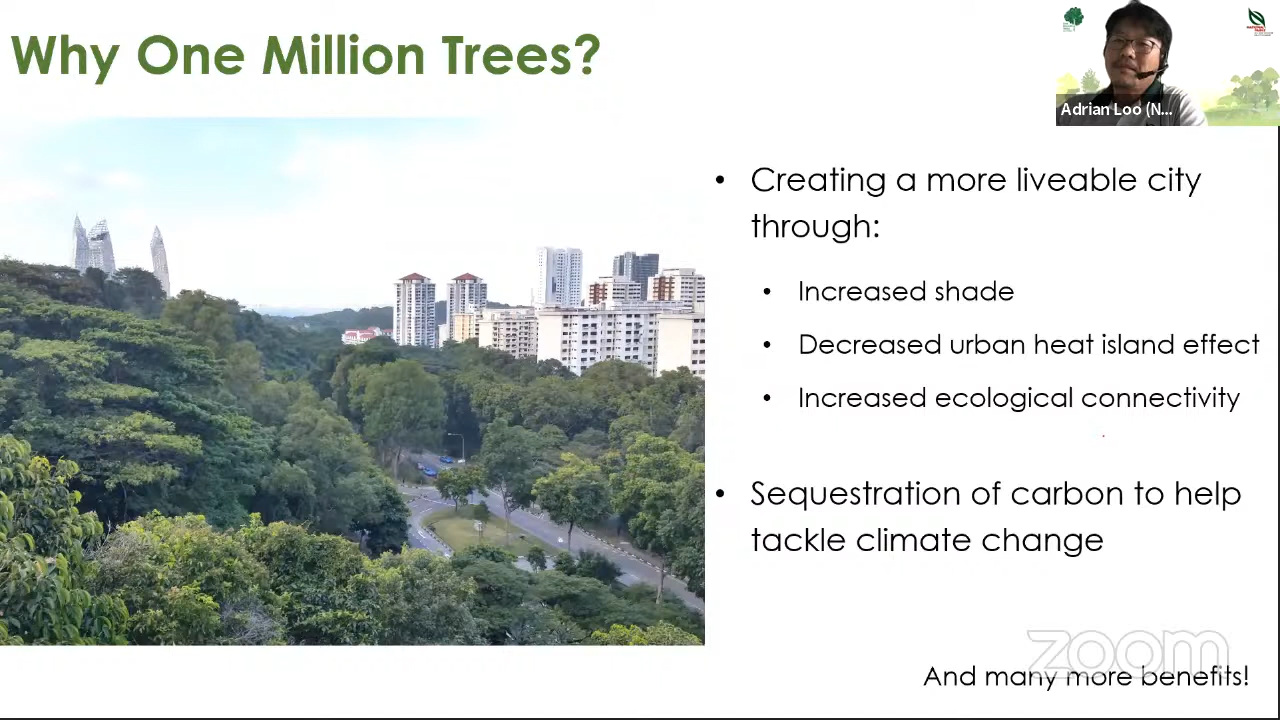 Why One Million Trees?
Adrian Loo (N...
• Creating a more liveable city
through:
• Increased shade
• Decreased urban heat island effect
• Increased ecological connectivity
• Sequestration of carbon to help
tackle climate change
zoom
And many more benefits!